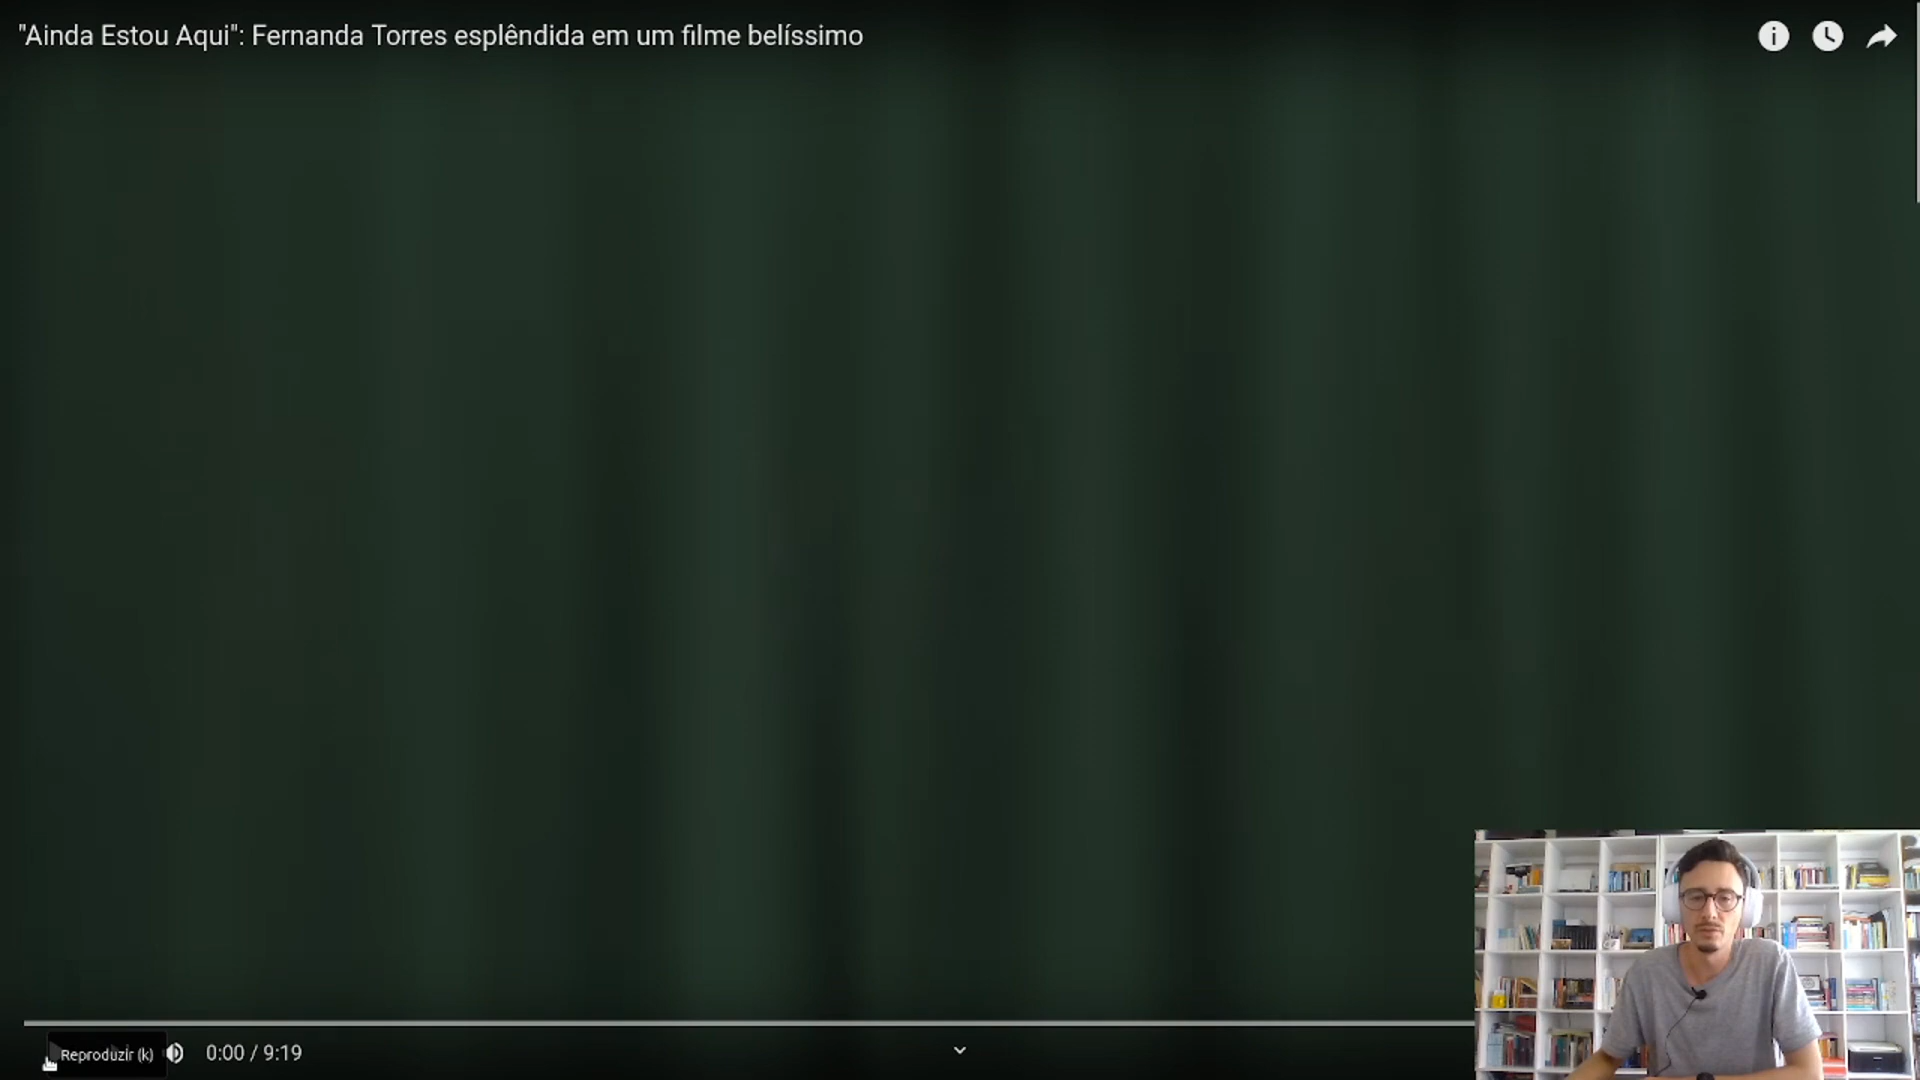 "Ainda Estou Aqui": Fernanda Torres esplêndida em um filme belíssimo
Reproduzir (k)
0:00 / 9:19